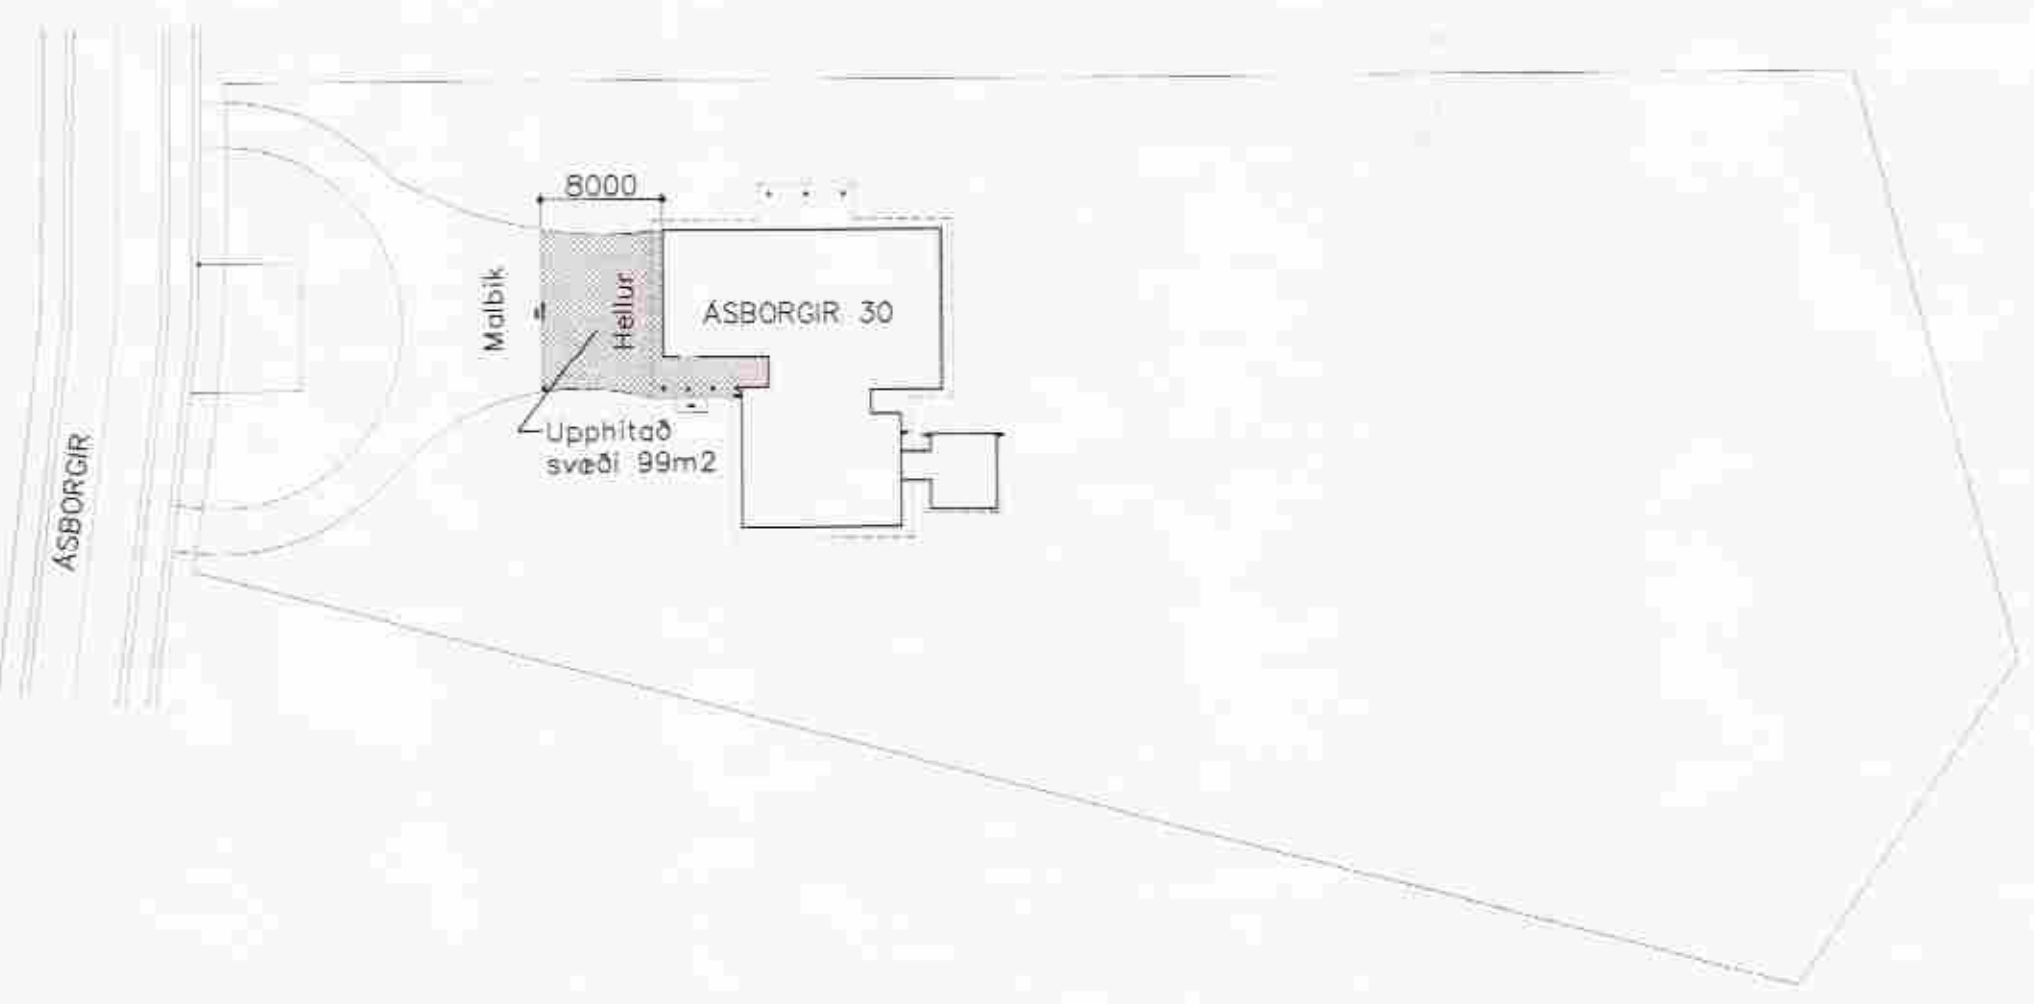 8000
Malbik
Hellur
ÁSBORGIR 30
Upphitað
svæði 99m2
ÁSBORGIR